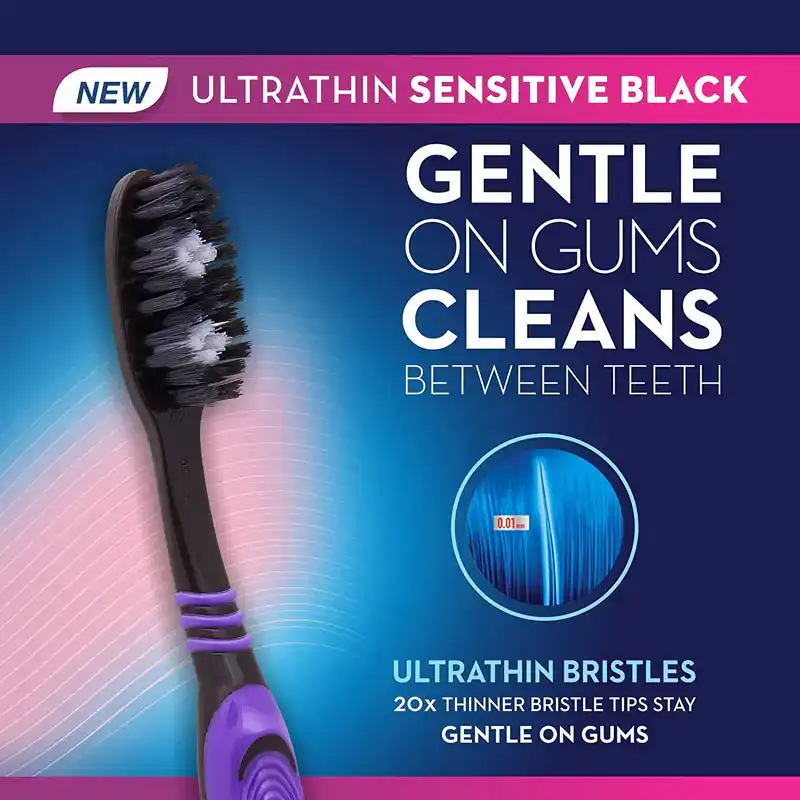 NEW ULTRATHIN SENSITIVE BLACK
GENTLE
ON GUMS
CLEANS
BETWEEN TEETH
0.01
ULTRATHIN BRISTLES
20x THINNER BRISTLE TIPS STAY
GENTLE ON GUMS